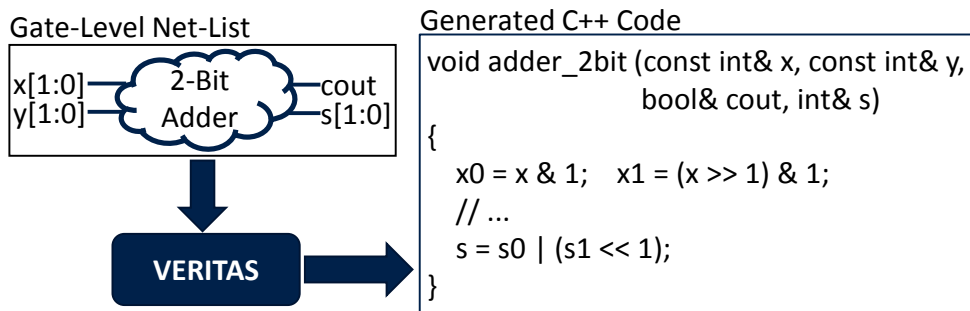 Gate-Level Net-List
x[1:0]
y[1:0]
2-Bit
Adder
cout
s[1:0]
VERITAS
Generated C++ Code
void adder_2bit (const int& x, const int& y,
bool& cout, int& s)
{
x0 = x & 1; x1 = (x >> 1) & 1;
// ...
s = s0 | (s1 << 1);
}